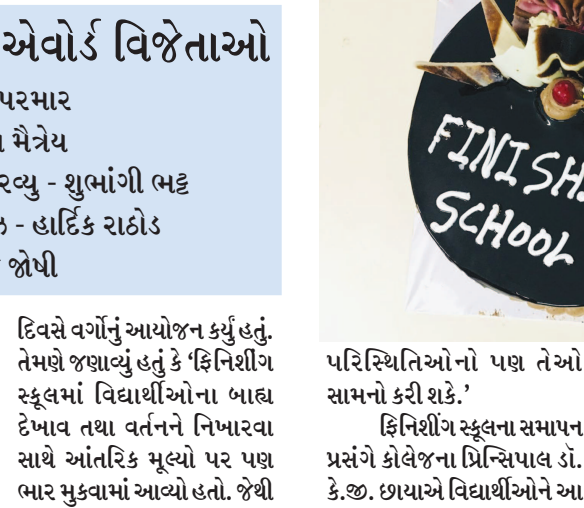 એવોર્ડ વિજેતાઓ
પરમાર
મૈત્રેય
શુભાંગી ભટ્ટ
- હાર્દિક રાઠોડ
જોષી
દિવસે વર્ગોનું આયોજન કર્યું હતું.
તેમણે જણાવ્યું હતું કે ‘ફિનિશીંગ
સ્કૂલમાં વિદ્યાર્થીઓના બાહ્ય
દેખાવ તથા વર્તનને નિખારવા
સાથે આંતરિક મૂલ્યો પર પણ
ભાર મુકવામાં આવ્યો હતો. જેથી
FINISH
SCHOOL
પરિસ્થિતિઓનો પણ તેઓ
સામનો કરી શકે.’
ફિનિશીંગ સ્કૂલના સમાપન
પ્રસંગે કોલેજના પ્રિન્સિપાલ ડૉ.
કે.જી. છાયાએ વિદ્યાર્થીઓને આ